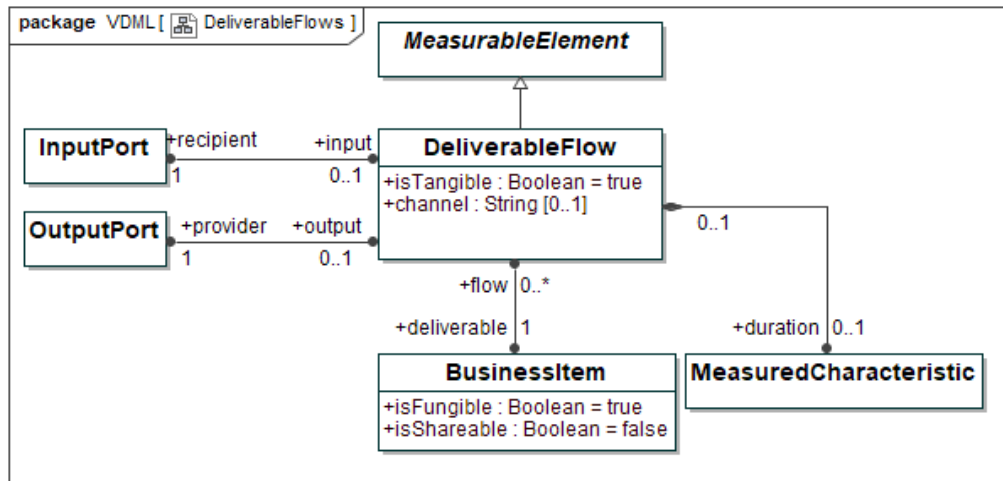 package VDML [ DeliverableFlows ]
MeasurableElement
InputPort
+recipient
+input
1
0..1
DeliverableFlow
+isTangible : Boolean = true
+channel : String [0..1]
OutputPort
+provider
+output
1
0..1
0..1
+flow 0..*
+deliverable 1
+duration 0..1
BusinessItem
+isFungible : Boolean = true
+isShareable : Boolean = false
MeasuredCharacteristic